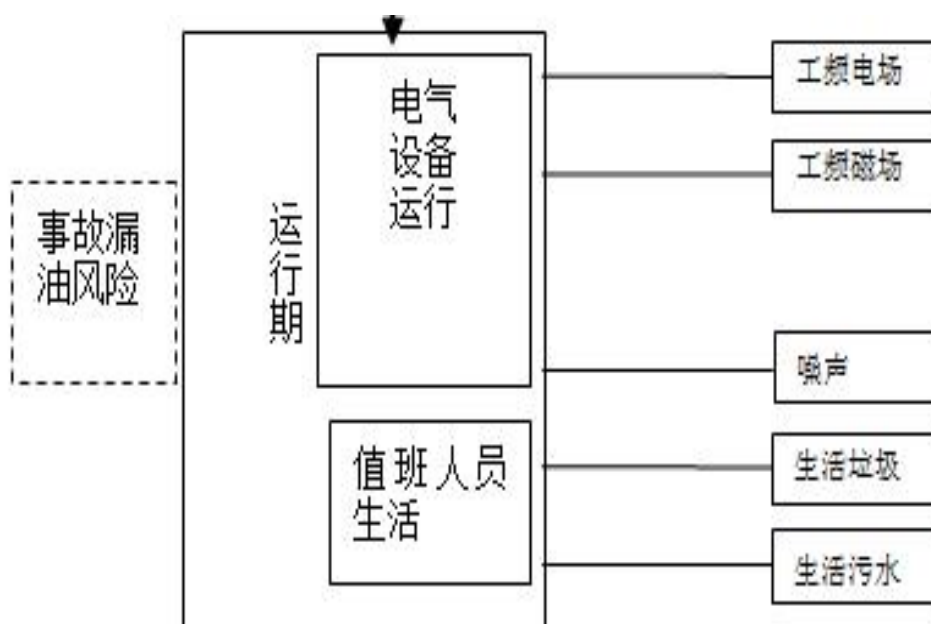 事故漏
油风险
运行期
电气
设备
运行
值班人员
生活
工频电场
工频磁场
噪声
生活垃圾
生活污水